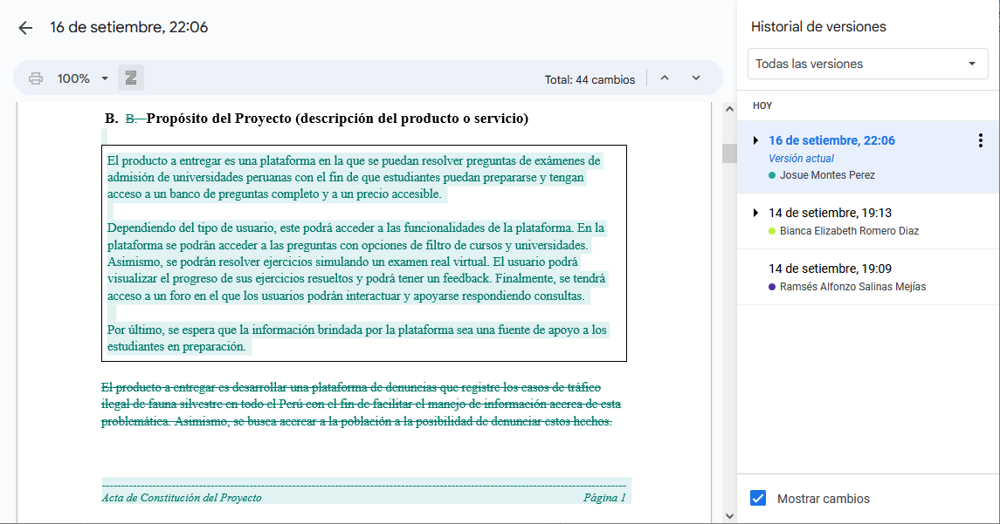 16 de setiembre, 22:06
100%
Total: 44 cambios
B. B. Propósito del Proyecto (descripción del producto o servicio)
El producto a entregar es una plataforma en la que se puedan resolver preguntas de exámenes de
admisión de universidades peruanas con el fin de que estudiantes puedan prepararse y tengan
acceso a un banco de preguntas completo y a un precio accesible.
Dependiendo del tipo de usuario, este podrá acceder a las funcionalidades de la plataforma. En la
plataforma se podrán acceder a las preguntas con opciones de filtro de cursos y universidades.
Asimismo, se podrán resolver ejercicios simulando un examen real virtual. El usuario podrá
visualizar el progreso de sus ejercicios resueltos y podrá tener un feedback. Finalmente, se tendrá
acceso a un foro en el que los usuarios podrán interactuar y apoyarse respondiendo consultas.
Por último, se espera que la información brindada por la plataforma sea una fuente de apoyo a los
estudiantes en preparación.
El producto a entregar es desarrollar una plataforma de denuncias que registre los casos de tráfico
ilegal de fauna silvestre en todo el Perú con el fin de facilitar el manejo de información acerca de esta
problemática. Asimismo, se busca acercar a la población a la posibilidad de denunciar estos hechos.
Acta de Constitución del Proyecto Página 1
Historial de versiones
Todas las versiones
HOY
16 de setiembre, 22:06
Versión actual
Josue Montes Perez
14 de setiembre, 19:13
Bianca Elizabeth Romero Diaz
14 de setiembre, 19:09
Ramsés Alfonzo Salinas Mejías
Mostrar cambios